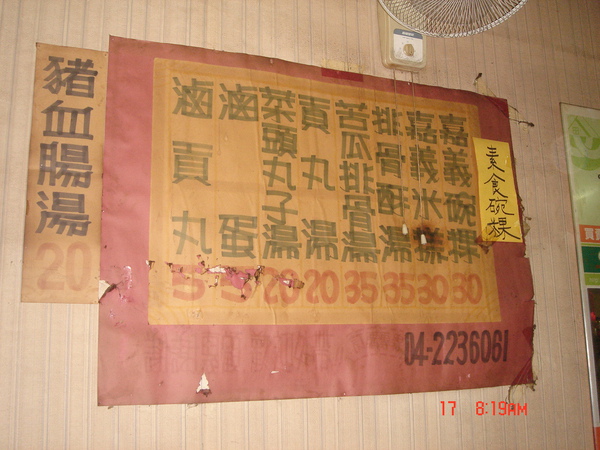 素食碗粿
嘉義碗粿 30
嘉義米糕 30
排骨酥湯 35
苦瓜排骨湯 35
貢丸湯 20
菜頭丸子湯 20
滷蛋 5
滷貢丸 5
猪血腸湯 20
04-2236061
17 8:19AM